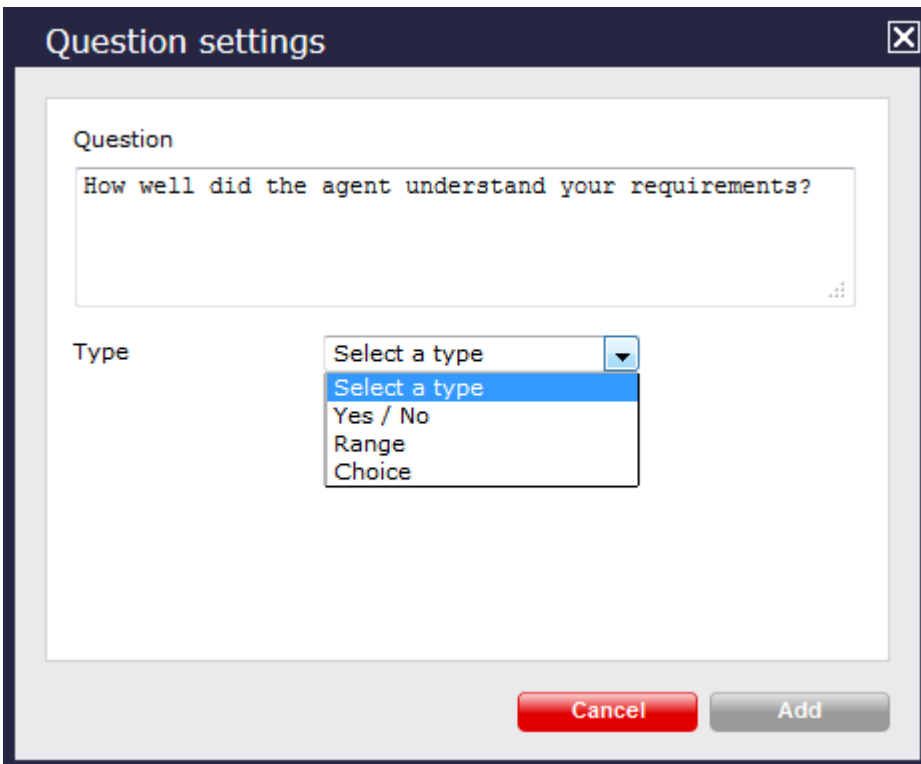 Question settings
Question
How well did the agent understand your requirements?
Type
Select a type
Select a type
Yes / No
Range
Choice
Cancel
Add